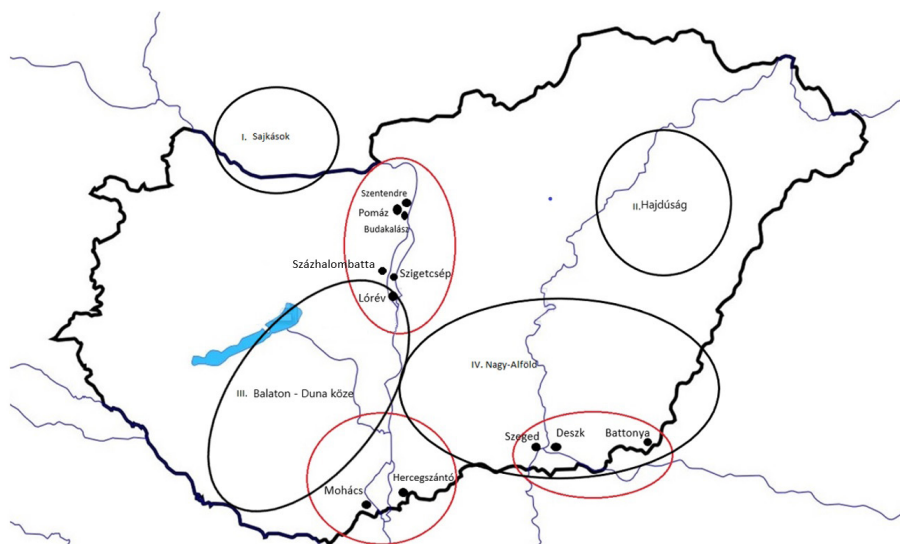 I. Sajkások
Szentendre
Pomáz
Budakalász
II. Hajdúság
Százhalombatta
Szigetcsép
Lórév
III. Balaton - Duna köze
IV. Nagy-Alföld
Szeged
Deszk
Battonya
Mohács
Hercegszántó